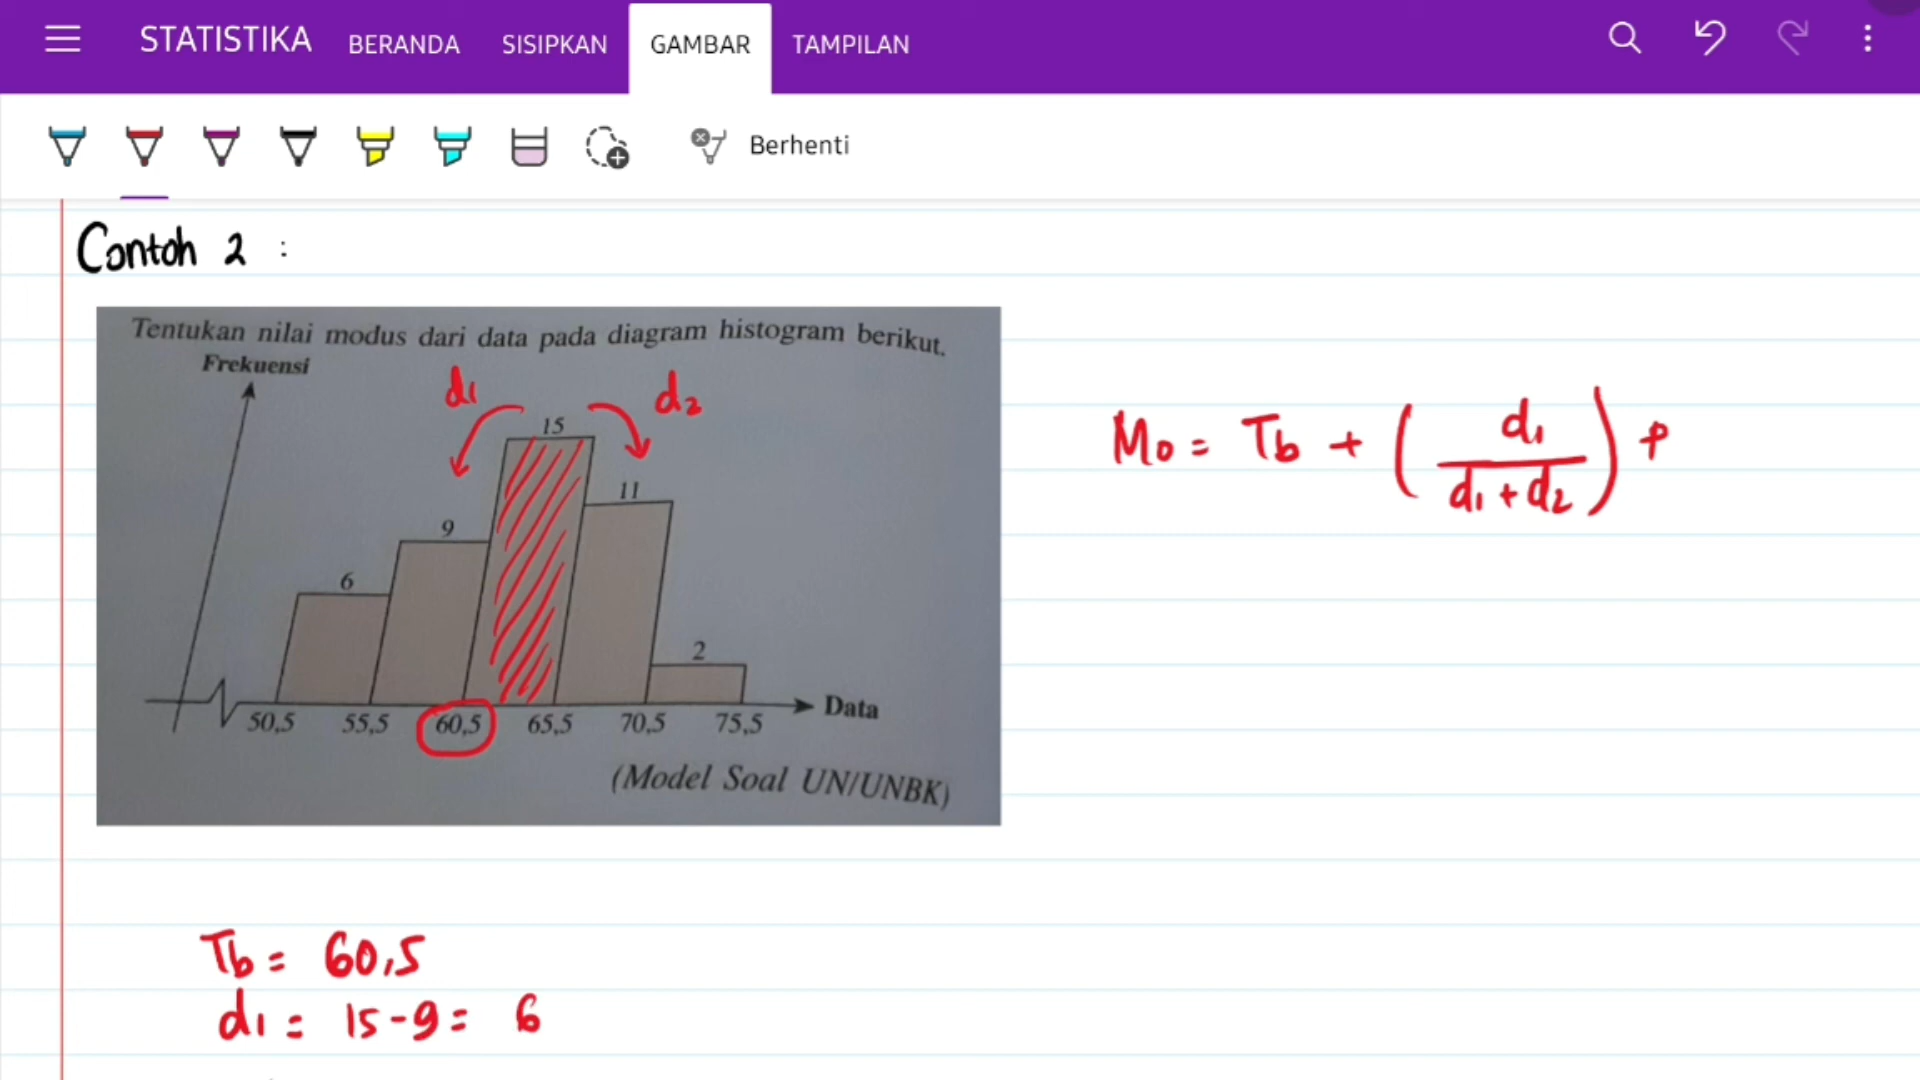 STATISTIKA BERANDA SISIPKAN GAMBAR TAMPILAN
Berhenti
Contoh 2 :
Tentukan nilai modus dari data pada diagram histogram berikut.
Frekuensi
d1 d2
15
11
9
6
2
Data
50,5 55,5 60,5 65,5 70,5 75,5
(Model Soal UN/UNBK)
Mo = Tb + ( d1 / d1 + d2 ) p
Tb = 60,5
d1 = 15 - 9 = 6